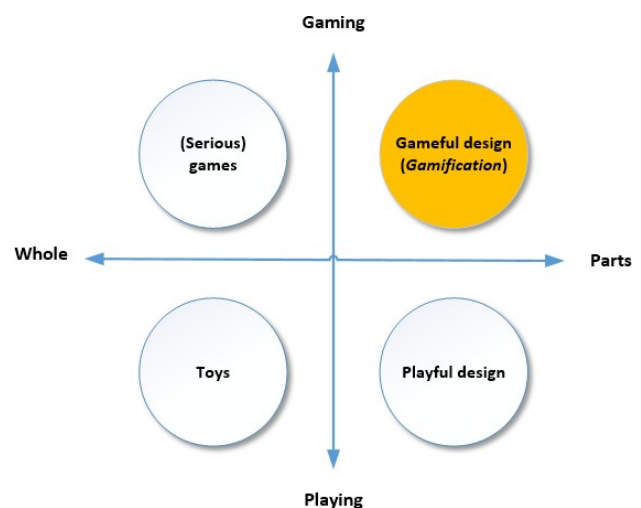 Gaming
(Serious)
games
Gameful design
(Gamification)
Whole
Parts
Toys
Playful design
Playing